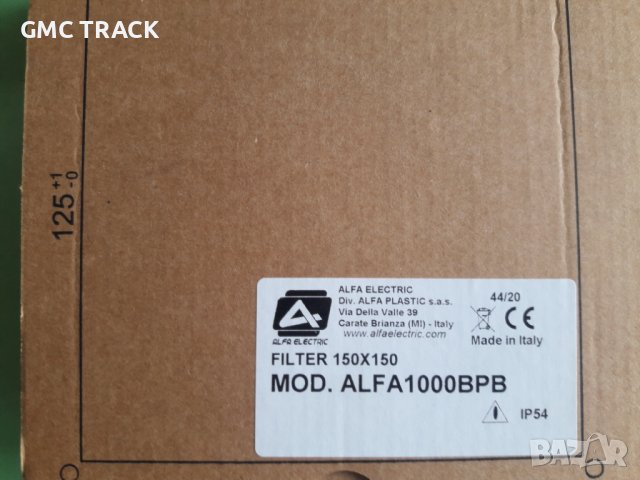 GMC TRACK
125 +1 -0
ALFA ELECTRIC
Div. ALFA PLASTIC s.a.s.
Via Della Valle 39
Carate Brianza (MI) - Italy
www.alfaelectric.com
ALFA ELECTRIC
44/20
CE
Made in Italy
FILTER 150X150
MOD. ALFA1000BPB
IP54
BAZAR